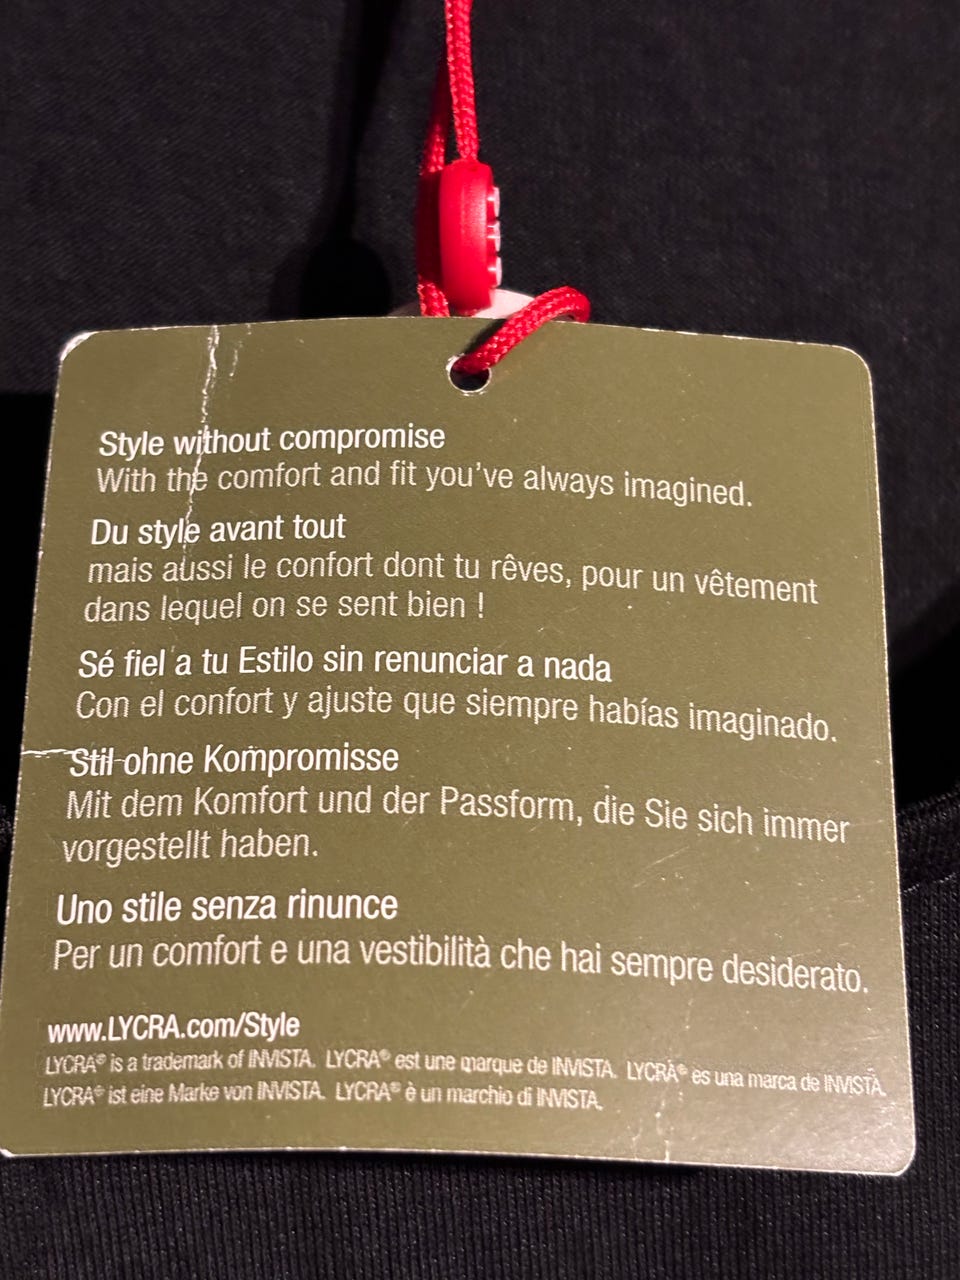 Style without compromise
With the comfort and fit you've always imagined.
Du style avant tout
mais aussi le confort dont tu rêves, pour un vêtement
dans lequel on se sent bien !
Sé fiel a tu Estilo sin renunciar a nada
Con el confort y ajuste que siempre habías imaginado.
Stil ohne Kompromisse
Mit dem Komfort und der Passform, die Sie sich immer
vorgestellt haben.
Uno stile senza rinunce
Per un comfort e una vestibilità che hai sempre desiderato.
www.LYCRA.com/Style
LYCRA® is a trademark of INVISTA. LYCRA® est une marque de INVISTA. LYCRA® es una marca de INVISTA.
LYCRA® ist eine Marke von INVISTA. LYCRA® è un marchio di INVISTA.